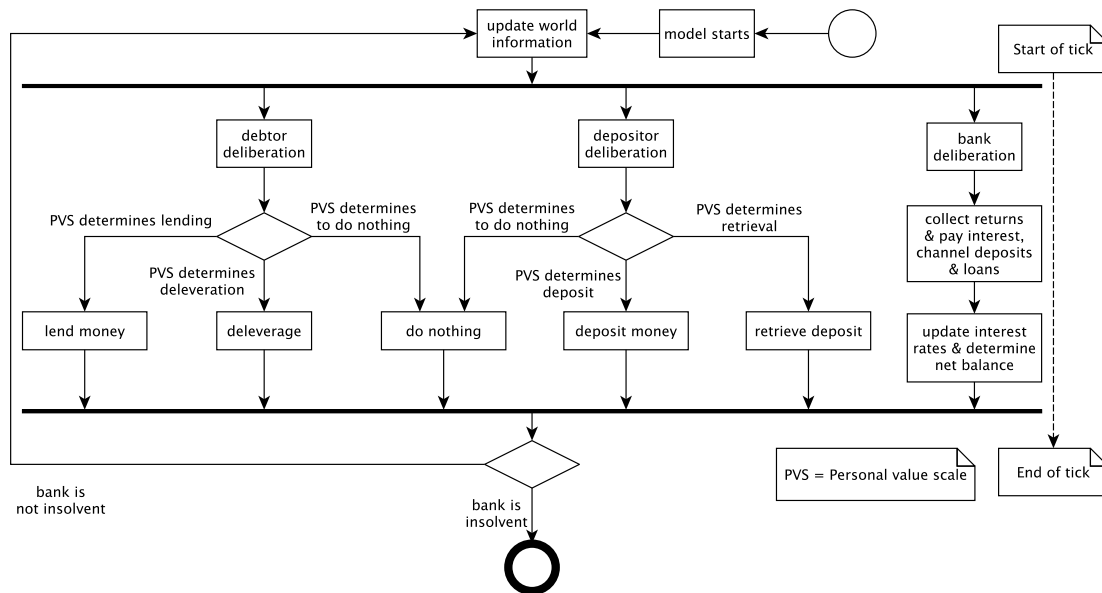 update world
information
model starts
Start of tick
debtor
deliberation
depositor
deliberation
bank
deliberation
PVS determines lending
PVS determines
to do nothing
PVS determines
to do nothing
PVS determines
retrieval
collect returns
& pay interest,
channel deposits
& loans
PVS determines
deleveration
PVS determines
deposit
lend money
deleverage
do nothing
deposit money
retrieve deposit
update interest
rates & determine
net balance
PVS = Personal value scale
End of tick
bank is
not insolvent
bank is
insolvent